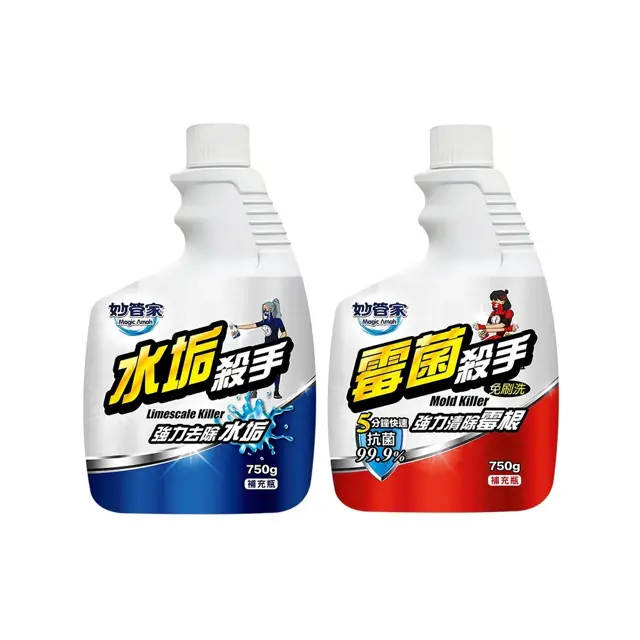 妙管家
Magic Amah
水垢殺手
Limescale Killer
強力去除水垢
750g
補充瓶
妙管家
Magic Amah
霉菌殺手
免刷洗
Mold Killer
5分鐘快速
抗菌
99.9%
強力清除霉根
750g
補充瓶